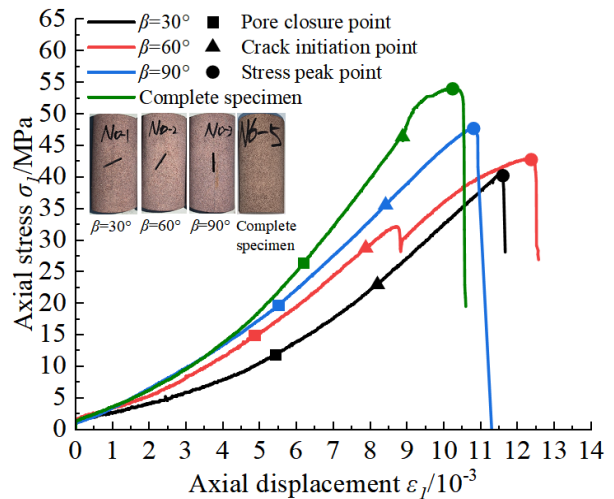 65
60
55
50
45
40
35
30
25
20
15
10
5
0
Axial stress σ₁/MPa
β=30° Pore closure point
β=60° Crack initiation point
β=90° Stress peak point
Complete specimen
No-1 No-2 No-3 No-5
β=30° β=60° β=90° Complete
specimen
0 1 2 3 4 5 6 7 8 9 10 11 12 13 14
Axial displacement ε₁/10⁻³